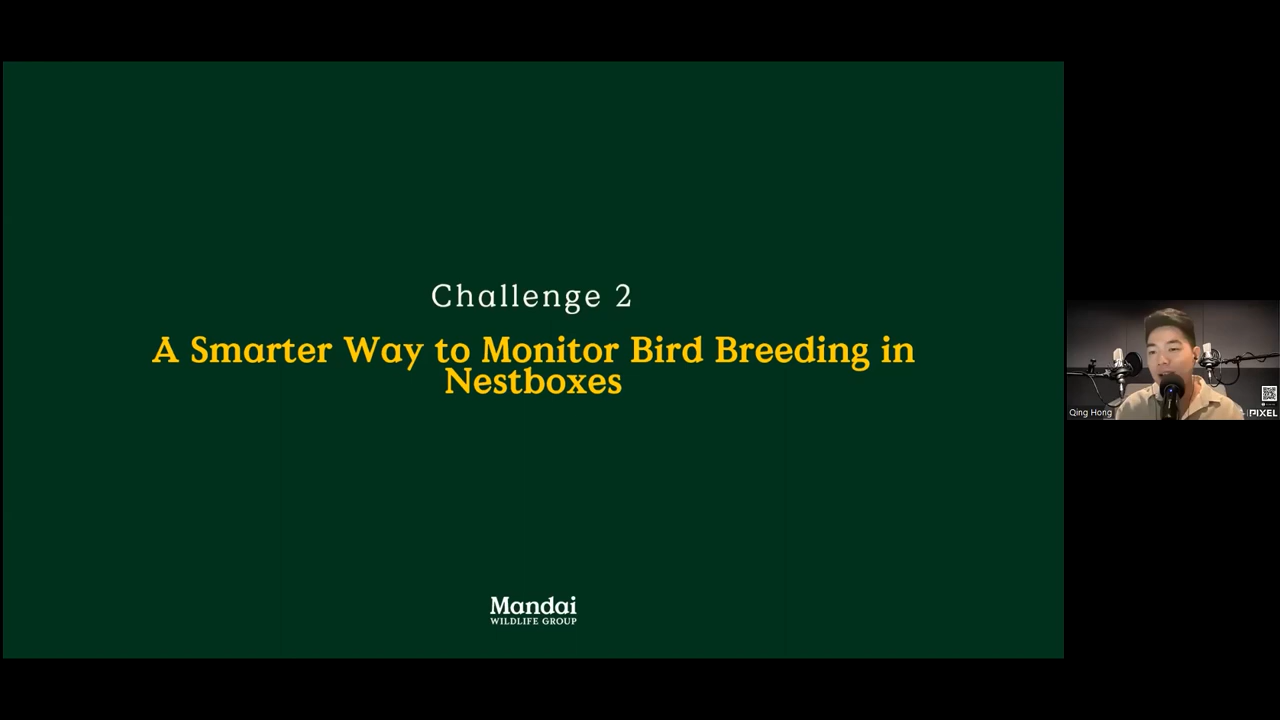 Challenge 2
A Smarter Way to Monitor Bird Breeding in
Nestboxes
Mandai
WILDLIFE GROUP
Qing Hong
PIXEL